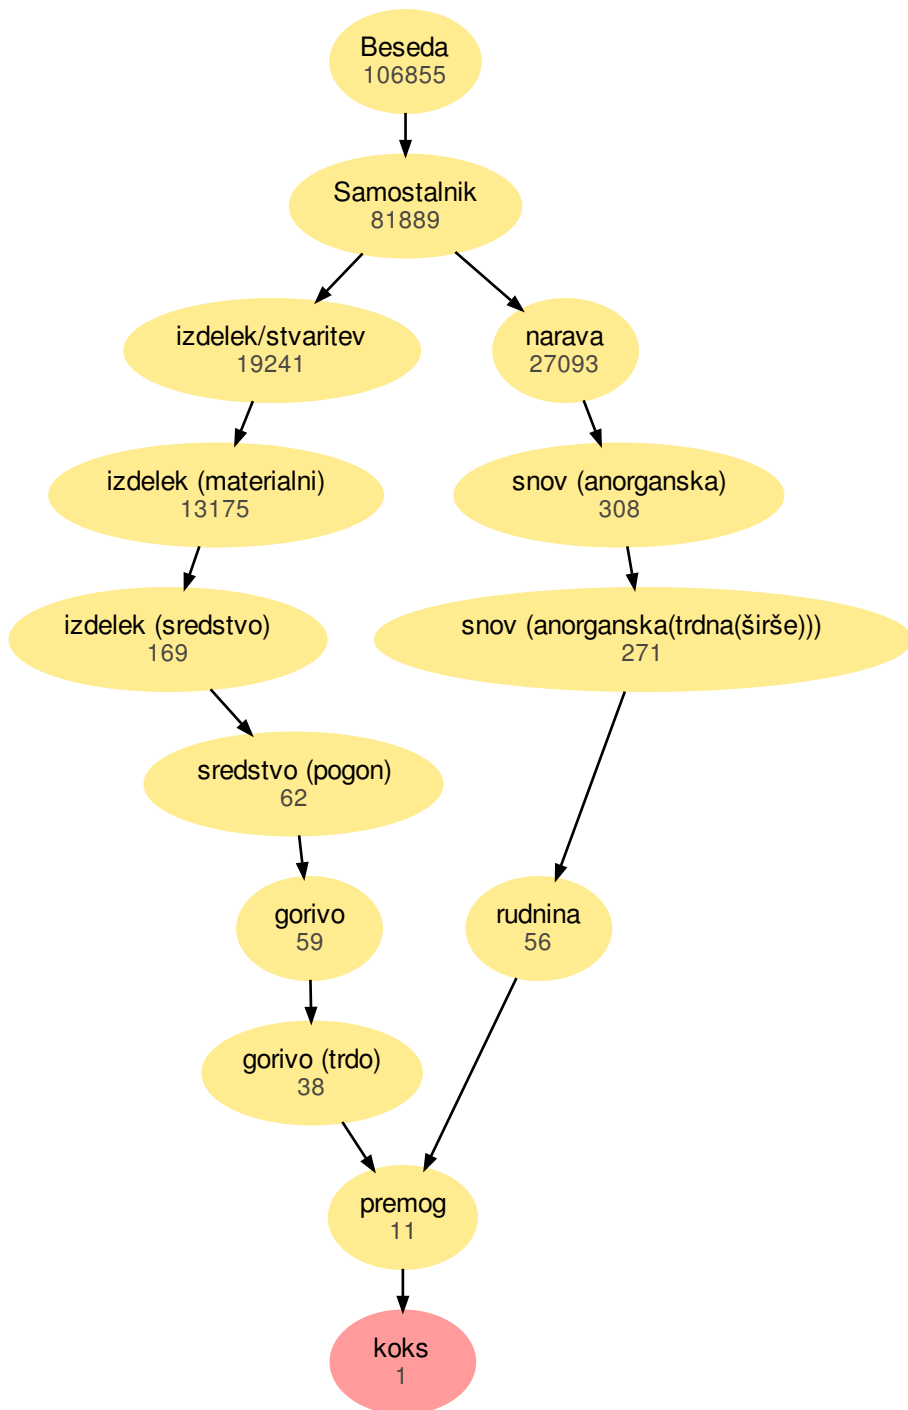 Beseda
106855
Samostalnik
81889
izdelek/stvaritev
19241
narava
27093
izdelek (materialni)
13175
snov (anorganska)
308
izdelek (sredstvo)
169
snov (anorganska(trdna(širše)))
271
sredstvo (pogon)
62
gorivo
59
rudnina
56
gorivo (trdo)
38
premog
11
koks
1